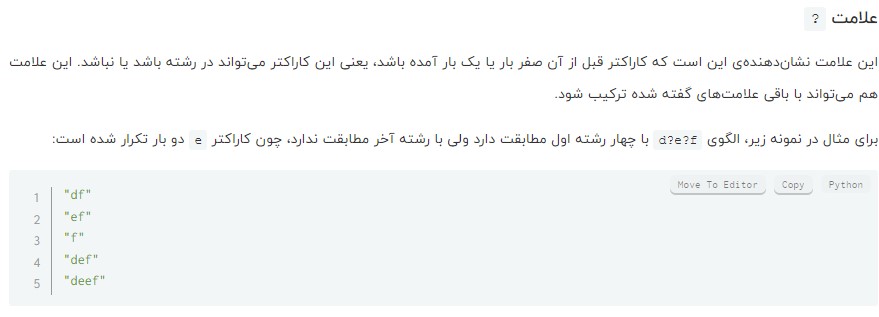 علامت ?
این علامت نشان‌دهنده‌ی این است که کاراکتر قبل از آن صفر بار یا یک بار آمده باشد، یعنی این کاراکتر می‌تواند در رشته باشد یا نباشد. این علامت
هم می‌تواند با باقی علامت‌های گفته شده ترکیب شود.
برای مثال در نمونه زیر، الگوی d?e?f با چهار رشته اول مطابقت دارد ولی با رشته آخر مطابقت ندارد، چون کاراکتر e دو بار تکرار شده است:
Move To Editor Copy Python
1 "df"
2 "ef"
3 "f"
4 "def"
5 "deef"